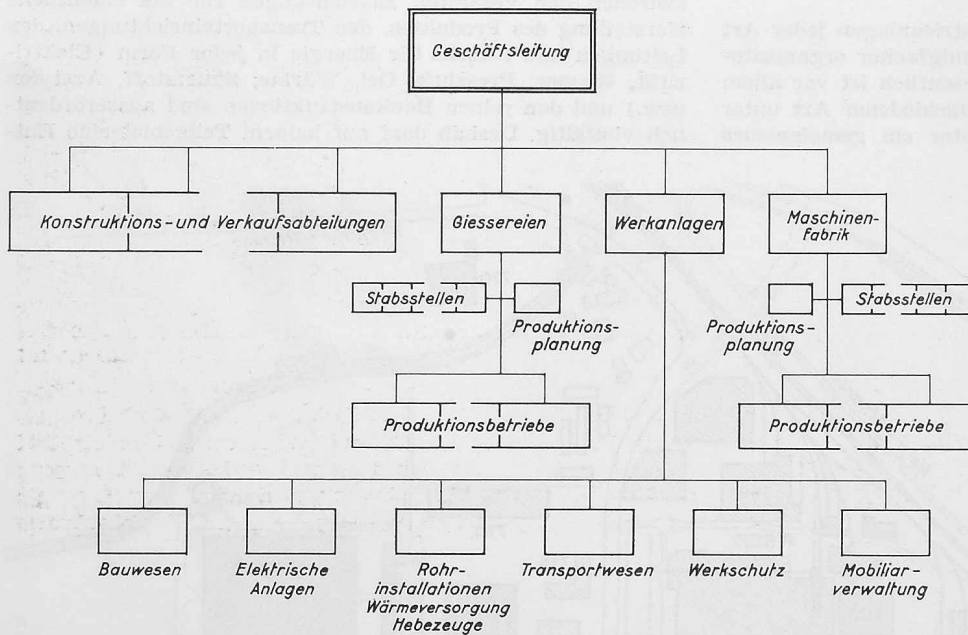 Geschäftsleitung
Konstruktions- und Verkaufsabteilungen
Giessereien
Werkanlagen
Maschinen-
fabrik
Stabsstellen
Produktions-
planung
Produktions-
planung
Stabsstellen
Produktionsbetriebe
Produktionsbetriebe
Bauwesen
Elektrische
Anlagen
Rohr-
installationen
Wärmeversorgung
Hebezeuge
Transportwesen
Werkschutz
Mobiliar-
verwaltung